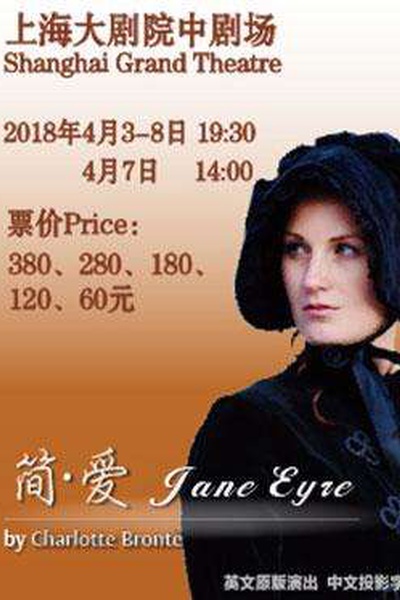 上海大剧院中剧场
Shanghai Grand Theatre
2018年4月3-8日 19:30
4月7日 14:00
票价Price：
380、280、180、
120、60元
简·爱 Jane Eyre
by Charlotte Bronte
英文原版演出 中文投影字